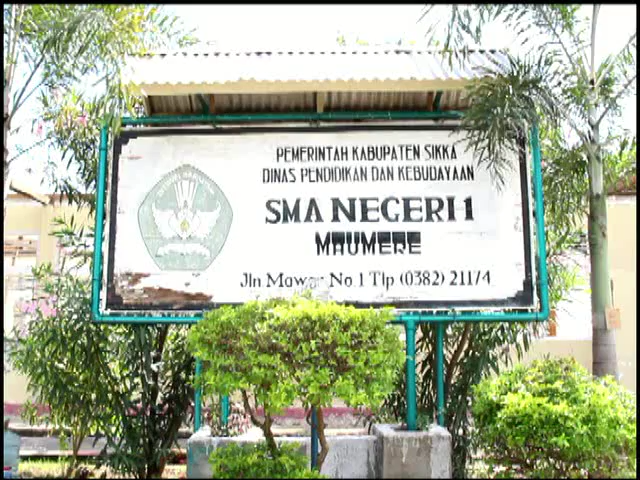 PEMERINTAH KABUPATEN SIKKA
DINAS PENDIDIKAN DAN KEBUDAYAAN
SMA NEGERI 1
MAUMERE
Jln Mawar No 1 Tlp (0382) 21174